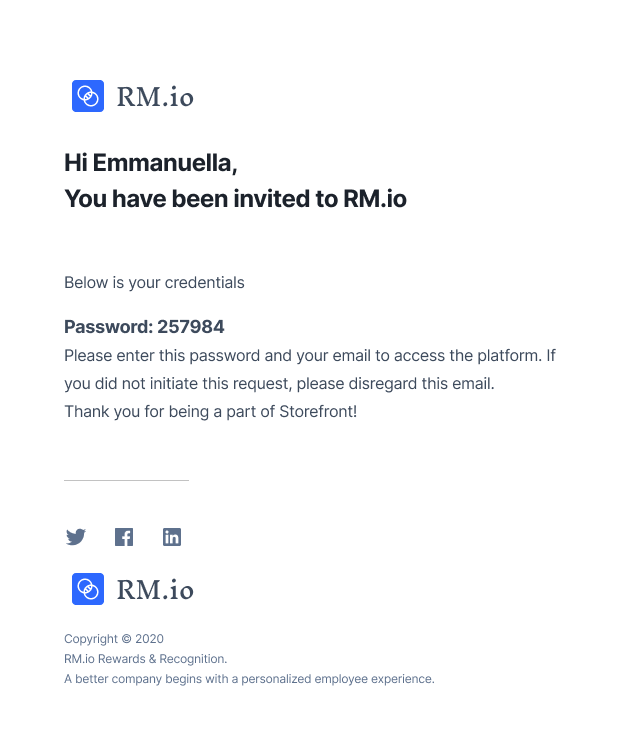 RM.io
Hi Emmanuella,
You have been invited to RM.io
Below is your credentials
Password: 257984
Please enter this password and your email to access the platform. If
you did not initiate this request, please disregard this email.
Thank you for being a part of Storefront!
RM.io
Copyright © 2020
RM.io Rewards & Recognition.
A better company begins with a personalized employee experience.